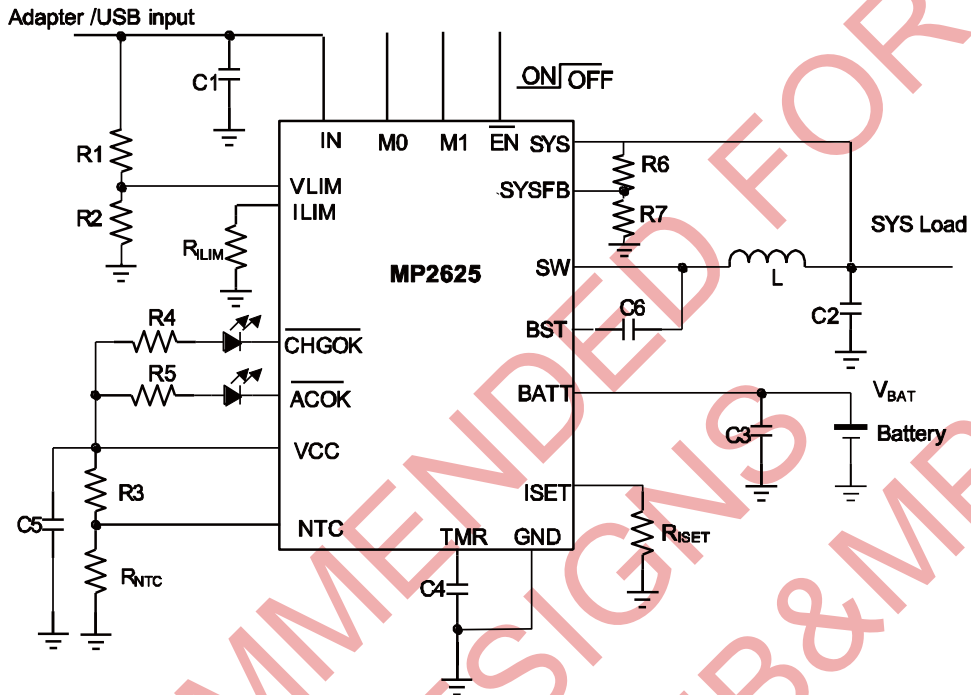 Adapter /USB input
C1
ON OFF
IN M0 M1 EN SYS
R1
VLIM
R2
ILIM
RILIM
MP2625
SYSFB
R6
R7
SYS Load
SW
L
C6
BST
C2
R4
CHGOK
R5
ACOK
BATT
VBAT
C3
Battery
VCC
R3
C5
NTC
RNTC
ISET
RISET
TMR GND
C4
MMENDED FOR
SIGNS